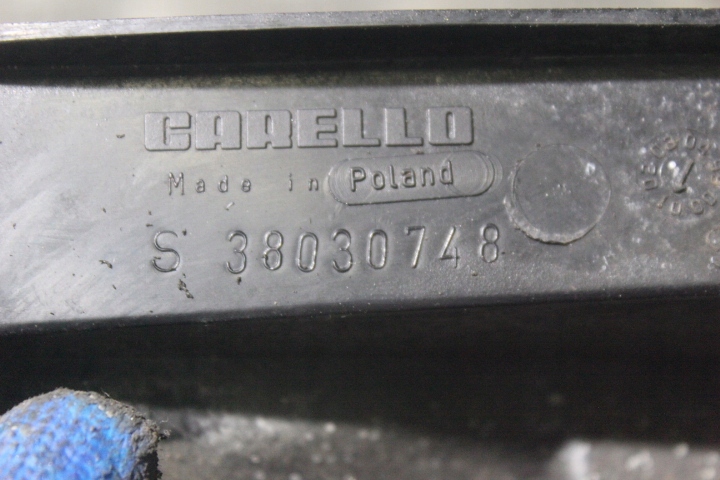 CARELLO
Made in Poland
S 38030748